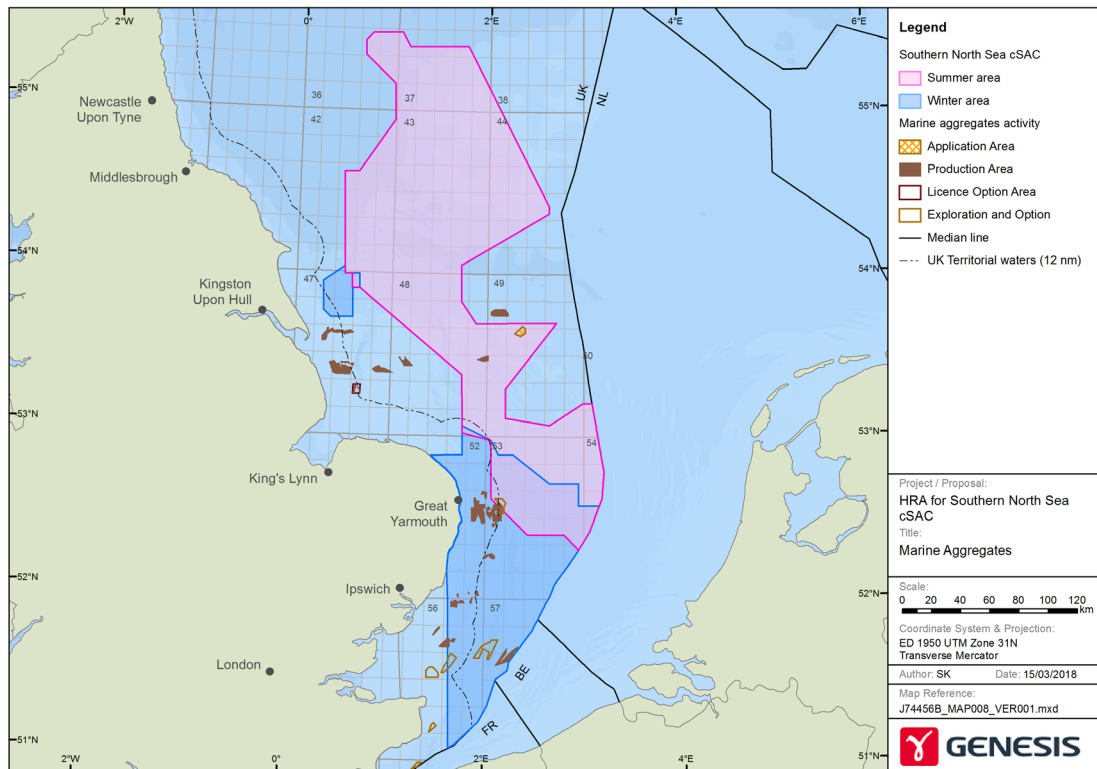 2°W
0°
2°E
4°E
6°E
55°N
54°N
53°N
52°N
51°N
55°N
54°N
53°N
52°N
51°N
2°W
0°
2°E
4°E
Newcastle
Upon Tyne
Middlesbrough
Kingston
Upon Hull
King's Lynn
Great
Yarmouth
Ipswich
London
36
37
38
42
43
44
47
48
49
50
52
53
54
56
57
UK
NL
BE
FR
Legend
Southern North Sea cSAC
Summer area
Winter area
Marine aggregates activity
Application Area
Production Area
Licence Option Area
Exploration and Option
Median line
UK Territorial waters (12 nm)
Project / Proposal:
HRA for Southern North Sea
cSAC
Title:
Marine Aggregates
Scale:
0 20 40 60 80 100 120
km
Coordinate System & Projection:
ED 1950 UTM Zone 31N
Transverse Mercator
Author: SK Date: 15/03/2018
Map Reference:
J74456B_MAP008_VER001.mxd
GENESIS